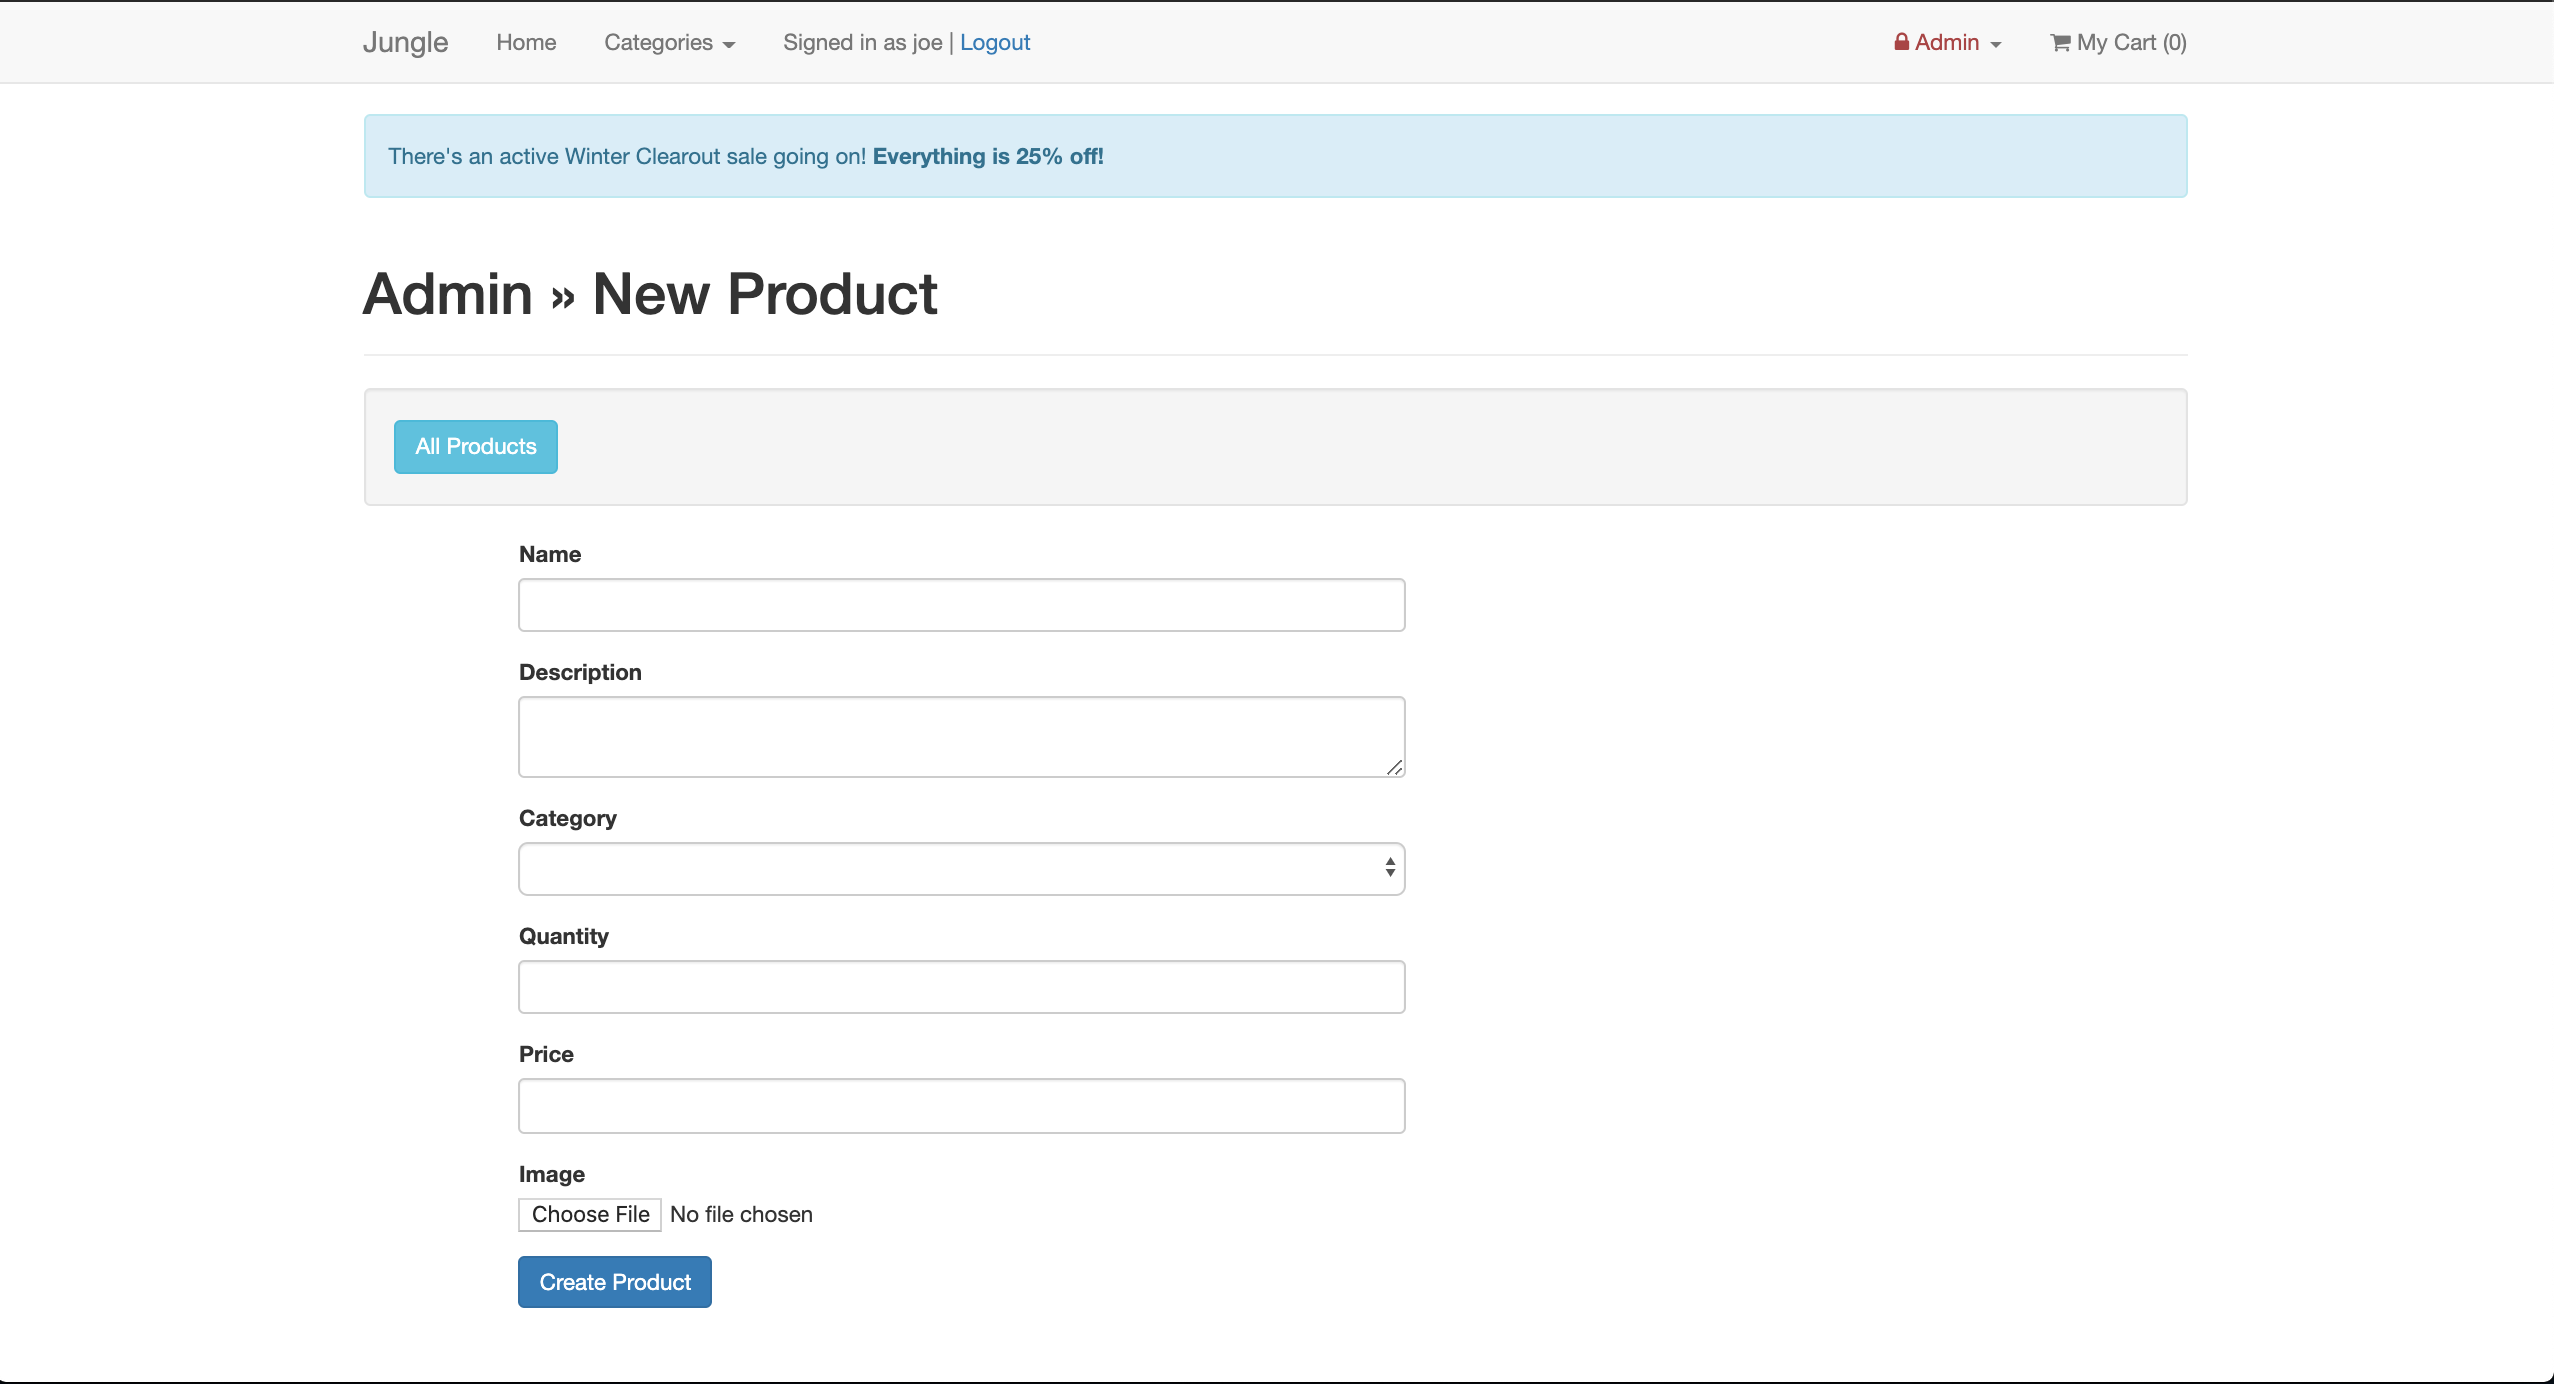 Jungle Home Categories Signed in as joe | Logout Admin My Cart (0)
There's an active Winter Clearout sale going on! Everything is 25% off!
Admin » New Product
All Products
Name
Description
Category
Quantity
Price
Image
Choose File No file chosen
Create Product